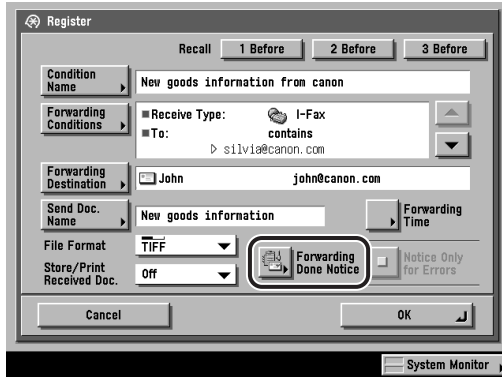 Register
Recall 1 Before 2 Before 3 Before
Condition
Name
New goods information from canon
Forwarding
Conditions
Receive Type: I-Fax
To: contains
silvia@canon.com
Forwarding
Destination
John john@canon.com
Send Doc.
Name
New goods information
Forwarding
Time
File Format
TIFF
Forwarding
Done Notice
Notice Only
for Errors
Store/Print
Received Doc.
Off
Cancel
OK
System Monitor